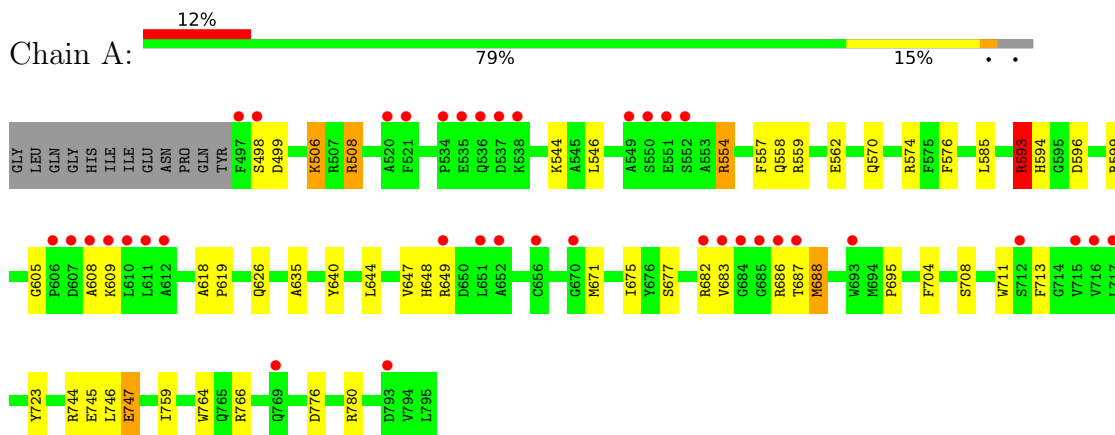 12%
Chain A:
79% 15% • •
GLY LEU GLN GLY HIS ILE ILE GLU ASN PRO GLN TYR F497 S498 D499 K506 R507 R508 A520 F521 P534 E535 Q536 D537 K538 K544 A545 L546 A549 S550 E551 S552 A553 R554 F557 Q558 R559 E562 Q570 R574 F575 F576 L585 R593 H594 G595 D596 R599
G605 P606 D607 A608 K609 L610 L611 A612 A618 P619 Q626 A635 Y640 L644 V647 H648 R649 D650 L651 A652 C656 G670 M671 I675 Y676 S677 R682 V683 G684 G685 R686 T687 M688 W693 M694 P695 F704 S708 W711 S712 F713 G714 V715 V716 L717
Y723 R744 E745 L746 E747 I759 W764 Q765 R766 Q769 D776 R780 D793 V794 L795